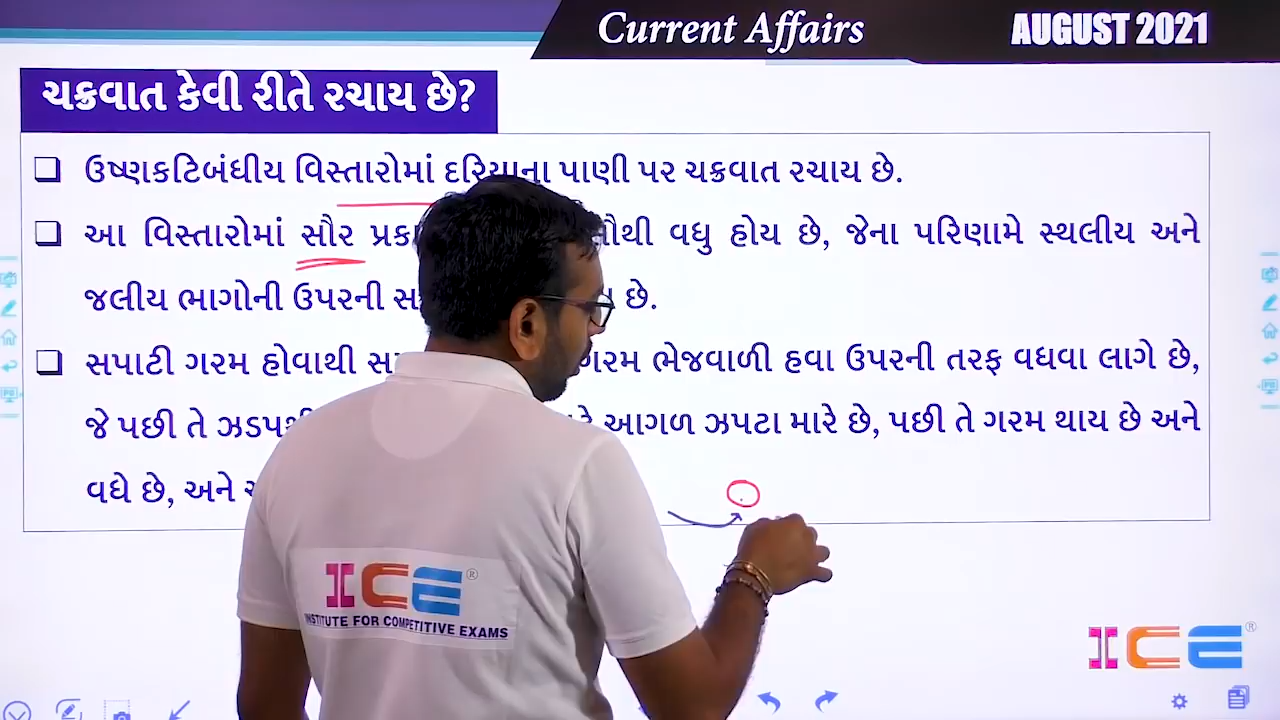 Current Affairs
AUGUST 2021
ચક્રવાત કેવી રીતે રચાય છે?
ઉષ્ણકટિબંધીય વિસ્તારોમાં દરિયાના પાણી પર ચક્રવાત રચાય છે.
આ વિસ્તારોમાં સૌર વધુ હોય છે, જેના પરિણામે સ્થલીય અને
જલીય ભાગોની ઉપરની છે.
સપાટી ગરમ હોવાથી ગરમ ભેજવાળી હવા ઉપરની તરફ વધવા લાગે છે,
જે પછી તે આગળ ઝપટા મારે છે, પછી તે ગરમ થાય છે અને
વધે છે, અને
ICE®
INSTITUTE FOR COMPETITIVE EXAMS
ICE®